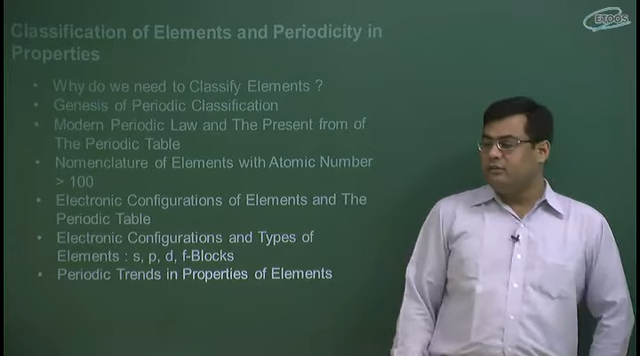 ETOOS
Classification of Elements and Periodicity in
Properties
• Why do we need to Classify Elements ?
• Genesis of Periodic Classification
• Modern Periodic Law and The Present from of
The Periodic Table
• Nomenclature of Elements with Atomic Number
> 100
• Electronic Configurations of Elements and The
Periodic Table
• Electronic Configurations and Types of
Elements : s, p, d, f-Blocks
• Periodic Trends in Properties of Elements